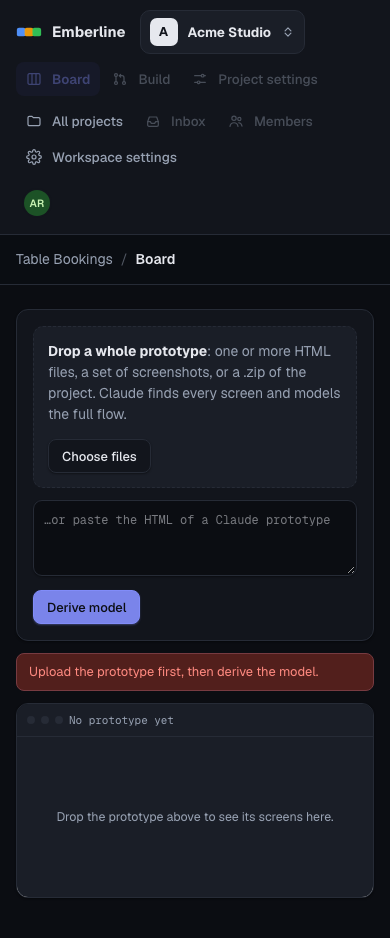 Emberline
A
Acme Studio
Board
Build
Project settings
All projects
Inbox
Members
Workspace settings
AR
Table Bookings / Board
Drop a whole prototype: one or more HTML
files, a set of screenshots, or a .zip of the
project. Claude finds every screen and models
the full flow.
Choose files
…or paste the HTML of a Claude prototype
Derive model
Upload the prototype first, then derive the model.
No prototype yet
Drop the prototype above to see its screens here.